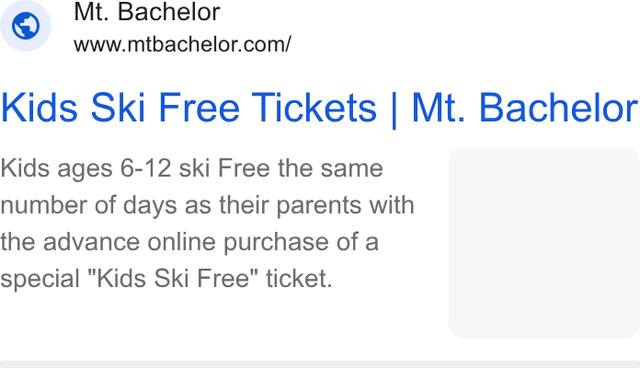 Mt. Bachelor
www.mtbachelor.com/
Kids Ski Free Tickets | Mt. Bachelor
Kids ages 6-12 ski Free the same
number of days as their parents with
the advance online purchase of a
special "Kids Ski Free" ticket.